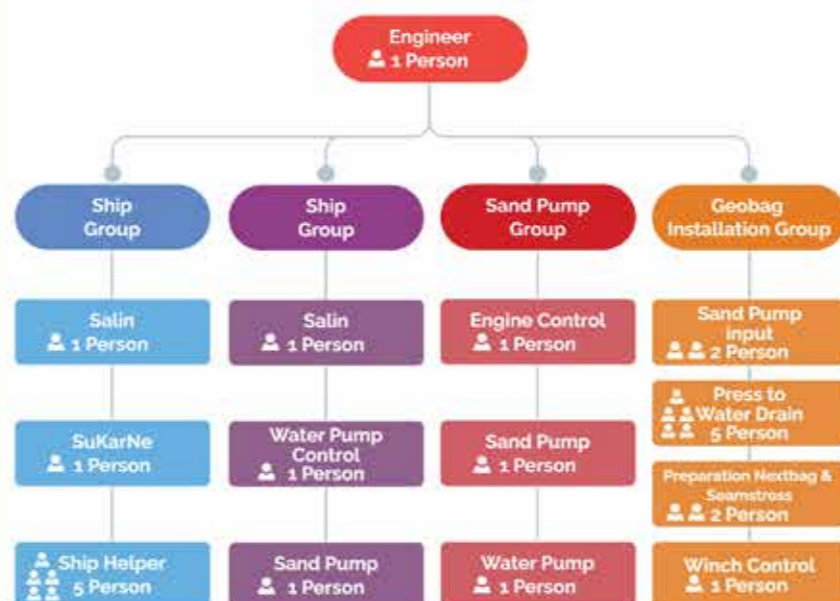 Engineer
1 Person
Ship
Group
Ship
Group
Sand Pump
Group
Geobag
Installation Group
Salin
1 Person
Salin
1 Person
Engine Control
1 Person
Sand Pump
input
2 Person
Press to
Water Drain
5 Person
SuKarNe
1 Person
Water Pump
Control
1 Person
Sand Pump
1 Person
Preparation Nextbag &
Seamstross
2 Person
Ship Helper
5 Person
Sand Pump
1 Person
Water Pump
1 Person
Winch Control
1 Person